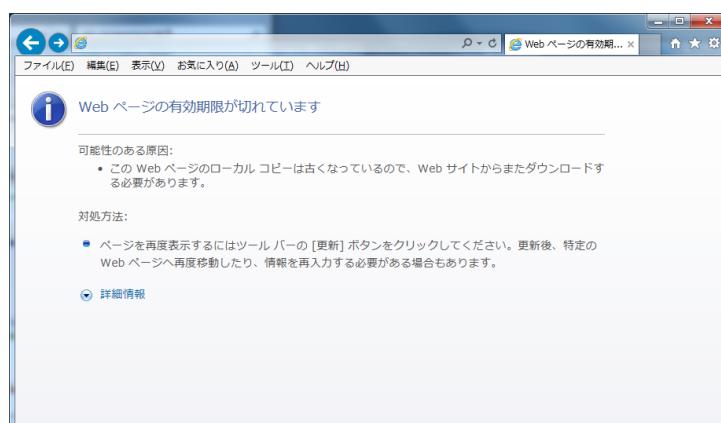 Web ページの有効期... ×
ファイル(F) 編集(E) 表示(V) お気に入り(A) ツール(T) ヘルプ(H)
Web ページの有効期限が切れています
可能性のある原因:
• この Web ページのローカル コピーは古くなっているので、Web サイトからまたダウンロードす
る必要があります。
対処方法:
ページを再度表示するにはツール バーの [更新] ボタンをクリックしてください。更新後、特定の
Web ページへ再度移動したり、情報を再入力する必要がある場合もあります。
詳細情報